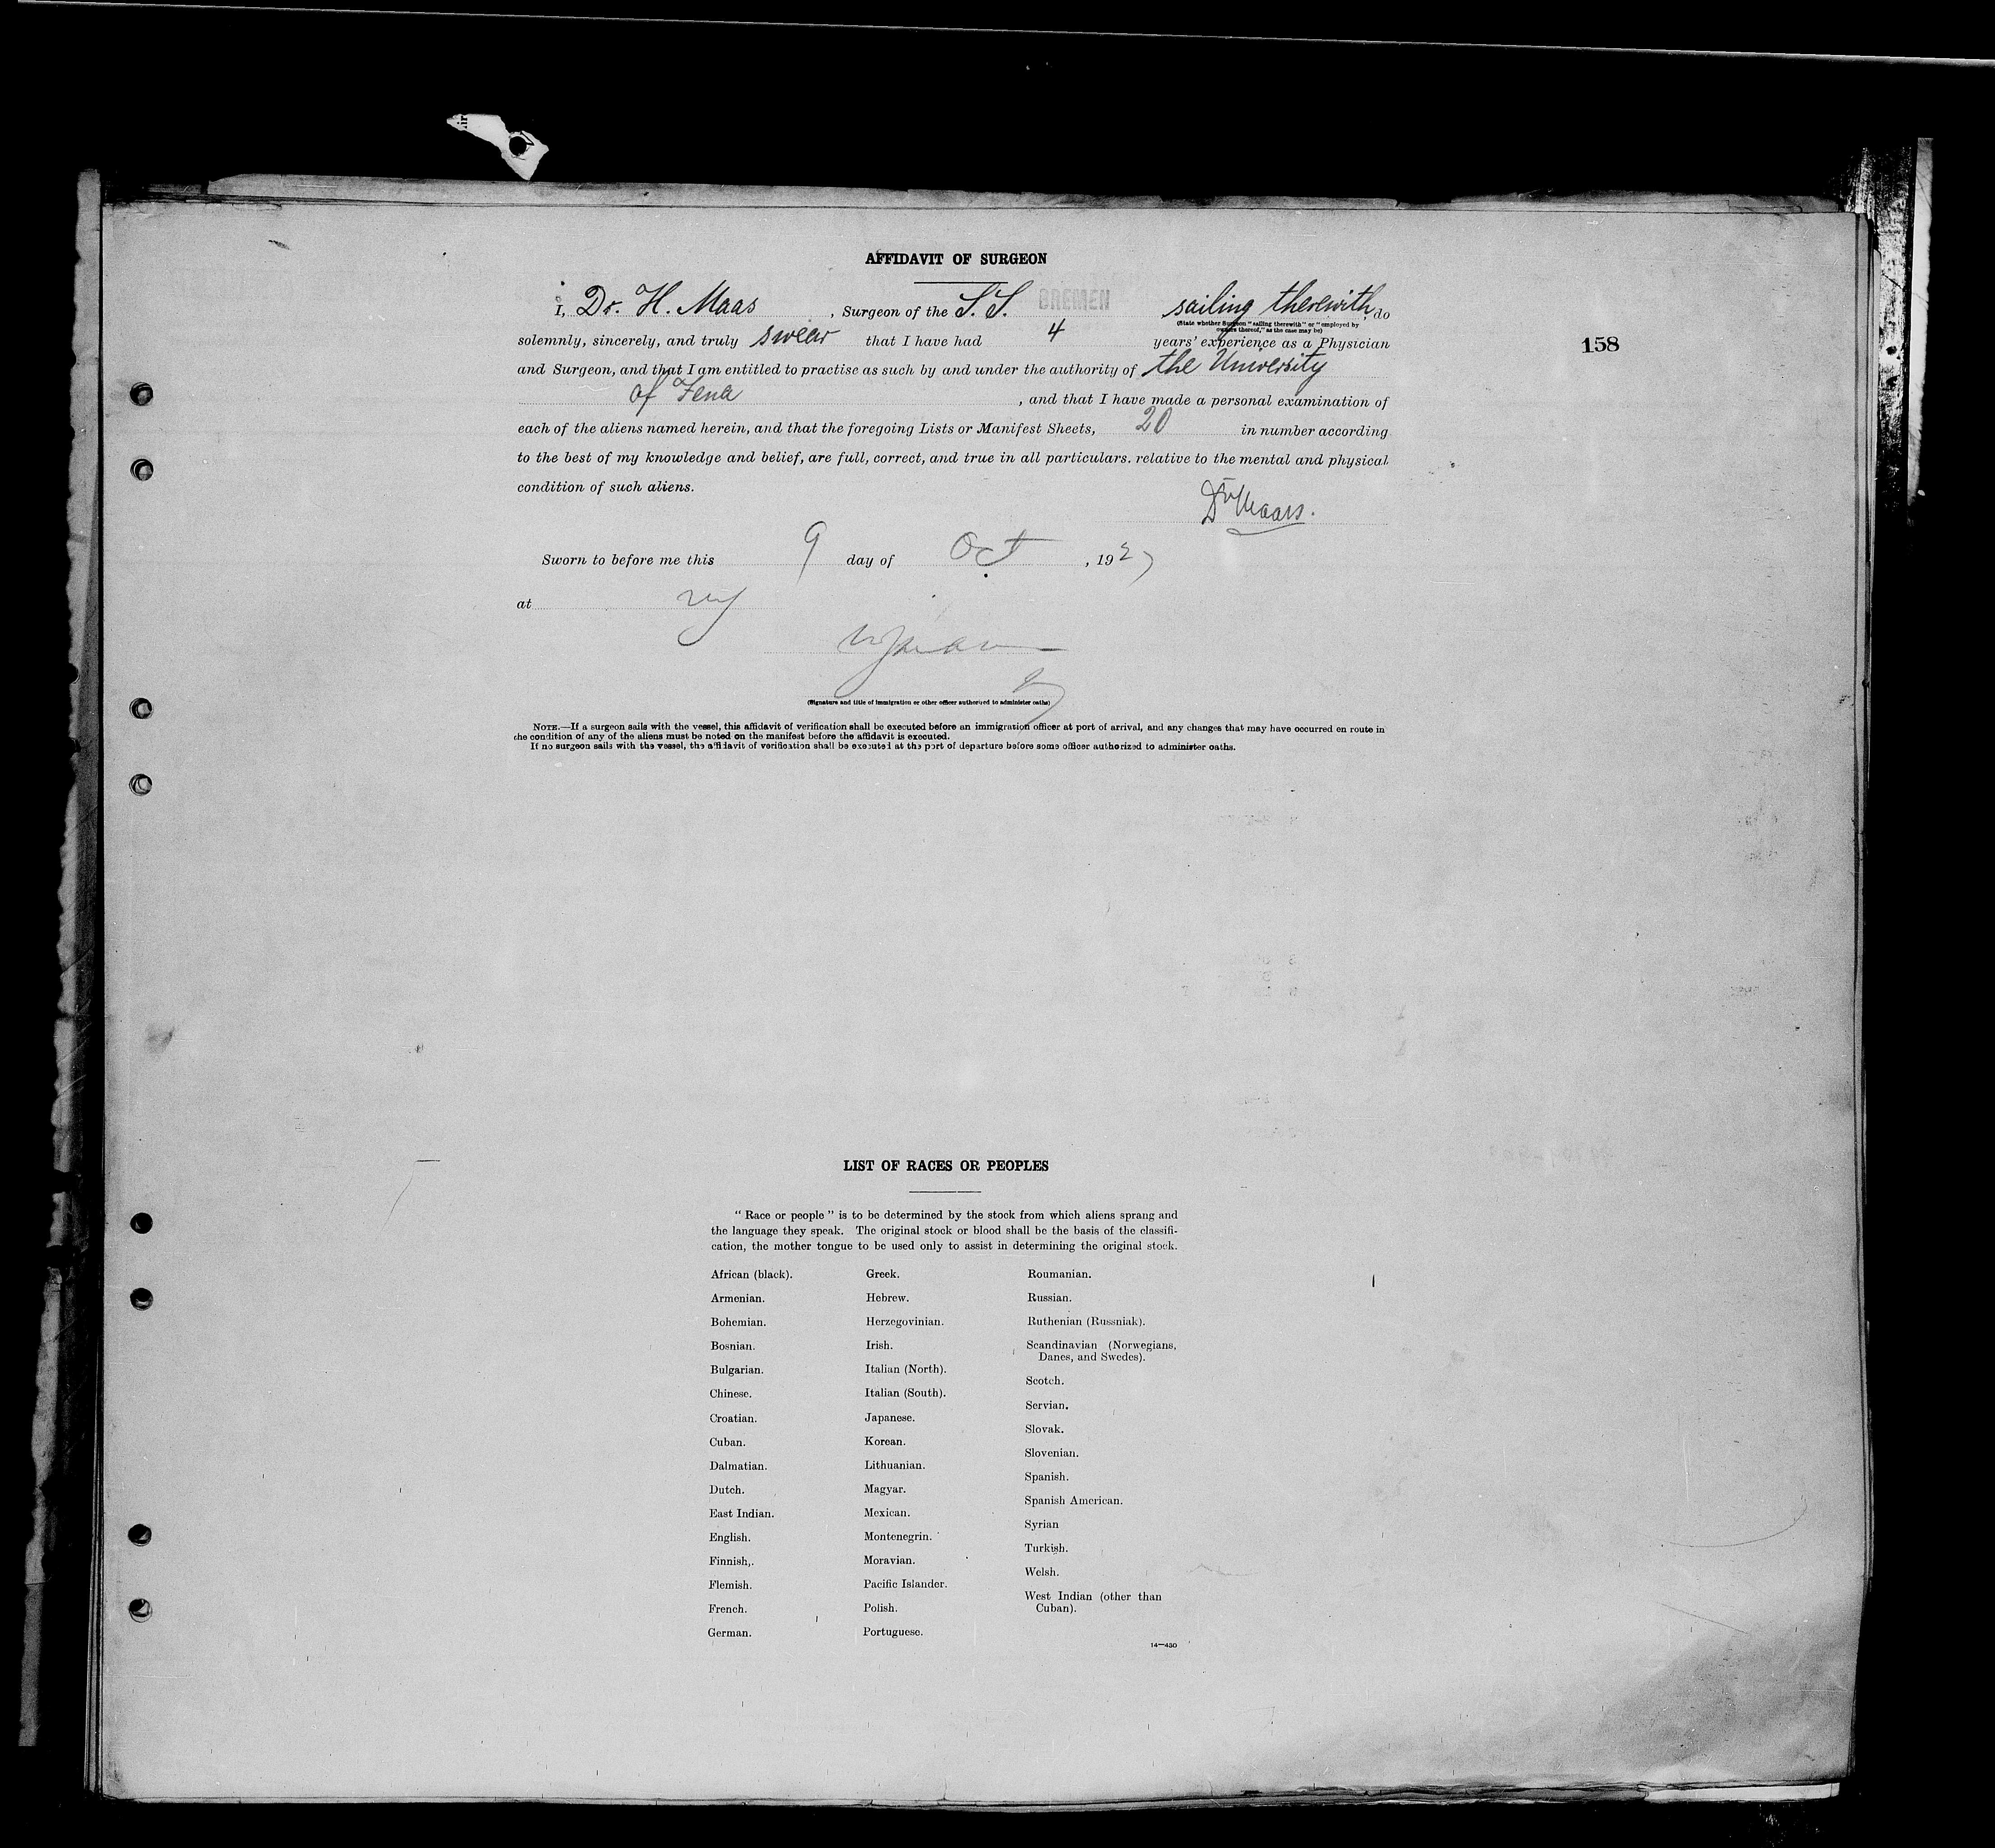 AFFIDAVIT OF SURGEON
I, Dr. H. Maas, Surgeon of the S.S. BREMEN sailing therewith, do
(State whether Surgeon "sailing therewith" or "employed by
owners thereof," as the case may be)
solemnly, sincerely, and truly swear that I have had 4 years' experience as a Physician
158
and Surgeon, and that I am entitled to practise as such by and under the authority of the University
of Jena, and that I have made a personal examination of
each of the aliens named herein, and that the foregoing Lists or Manifest Sheets, 20 in number according
to the best of my knowledge and belief, are full, correct, and true in all particulars. relative to the mental and physical
condition of such aliens.
Dr Maas.
Sworn to before me this 9 day of Oct, 1927
at NY
(Signature and title of immigration or other officer authorized to administer oaths)
NOTE.—If a surgeon sails with the vessel, this affidavit of verification shall be executed before an immigration officer at port of arrival, and any changes that may have occurred en route in
the condition of any of the aliens must be noted on the manifest before the affidavit is executed.
If no surgeon sails with the vessel, the affidavit of verification shall be executed at the port of departure before some officer authorized to administer oaths.
LIST OF RACES OR PEOPLES
"Race or people" is to be determined by the stock from which aliens sprang and
the language they speak. The original stock or blood shall be the basis of the classifi-
cation, the mother tongue to be used only to assist in determining the original stock.
African (black).
Armenian.
Bohemian.
Bosnian.
Bulgarian.
Chinese.
Croatian.
Cuban.
Dalmatian.
Dutch.
East Indian.
English.
Finnish,.
Flemish.
French.
German.
Greek.
Hebrew.
Herzegovinian.
Irish.
Italian (North).
Italian (South).
Japanese.
Korean.
Lithuanian.
Magyar.
Mexican.
Montenegrin.
Moravian.
Pacific Islander.
Polish.
Portuguese.
Roumanian.
Russian.
Ruthenian (Russniak).
Scandinavian (Norwegians,
Danes, and Swedes).
Scotch.
Servian.
Slovak.
Slovenian.
Spanish.
Spanish American.
Syrian
Turkish.
Welsh.
West Indian (other than
Cuban).
14—430